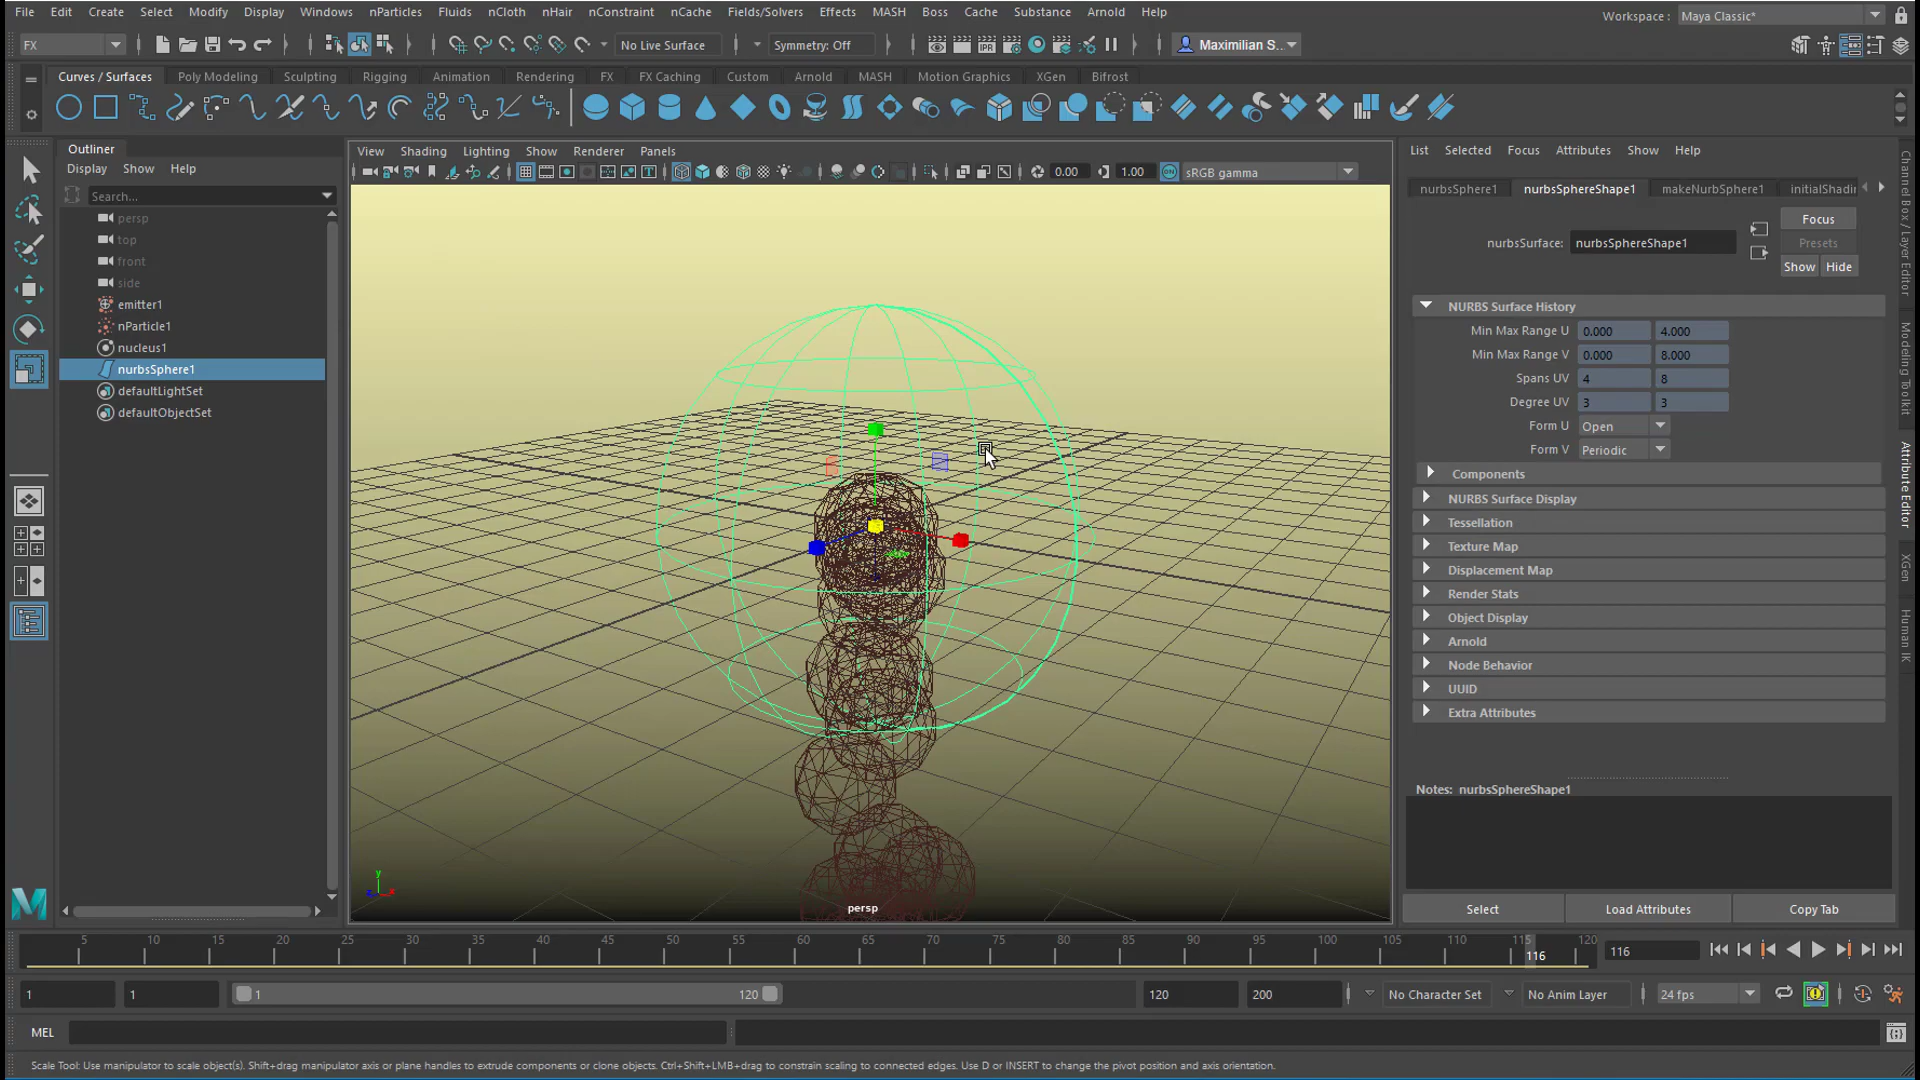 File Edit Create Select Modify Display Windows nParticles Fluids nCloth nHair nConstraint nCache Fields/Solvers Effects MASH Boss Cache Substance Arnold Help
Workspace : Maya Classic*
FX No Live Surface Symmetry: Off Maximilian S...
Curves / Surfaces Poly Modeling Sculpting Rigging Animation Rendering FX FX Caching Custom Arnold MASH Motion Graphics XGen Bifrost
Outliner
Display Show Help
Search...
persp
top
front
side
emitter1
nParticle1
nucleus1
nurbsSphere1
defaultLightSet
defaultObjectSet
View Shading Lighting Show Renderer Panels
0.00 1.00 ON sRGB gamma
y
z x
persp
List Selected Focus Attributes Show Help
nurbsSphere1 nurbsSphereShape1 makeNurbSphere1 initialShadi
Focus
nurbsSurface: nurbsSphereShape1
Presets
Show Hide
NURBS Surface History
Min Max Range U 0.000 4.000
Min Max Range V 0.000 8.000
Spans UV 4 8
Degree UV 3 3
Form U Open
Form V Periodic
Components
NURBS Surface Display
Tessellation
Texture Map
Displacement Map
Render Stats
Object Display
Arnold
Node Behavior
UUID
Extra Attributes
Notes: nurbsSphereShape1
Select Load Attributes Copy Tab
Channel Box / Layer Editor
Modeling Toolkit
Attribute Editor
XGen
Human IK
5 10 15 20 25 30 35 40 45 50 55 60 65 70 75 80 85 90 95 100 105 110 115 120
116
116
1 1 1 120 120 200 No Character Set No Anim Layer 24 fps
MEL
Scale Tool: Use manipulator to scale object(s). Shift+drag manipulator axis or plane handles to extrude components or clone objects. Ctrl+Shift+LMB+drag to constrain scaling to connected edges. Use D or INSERT to change the pivot position and axis orientation.